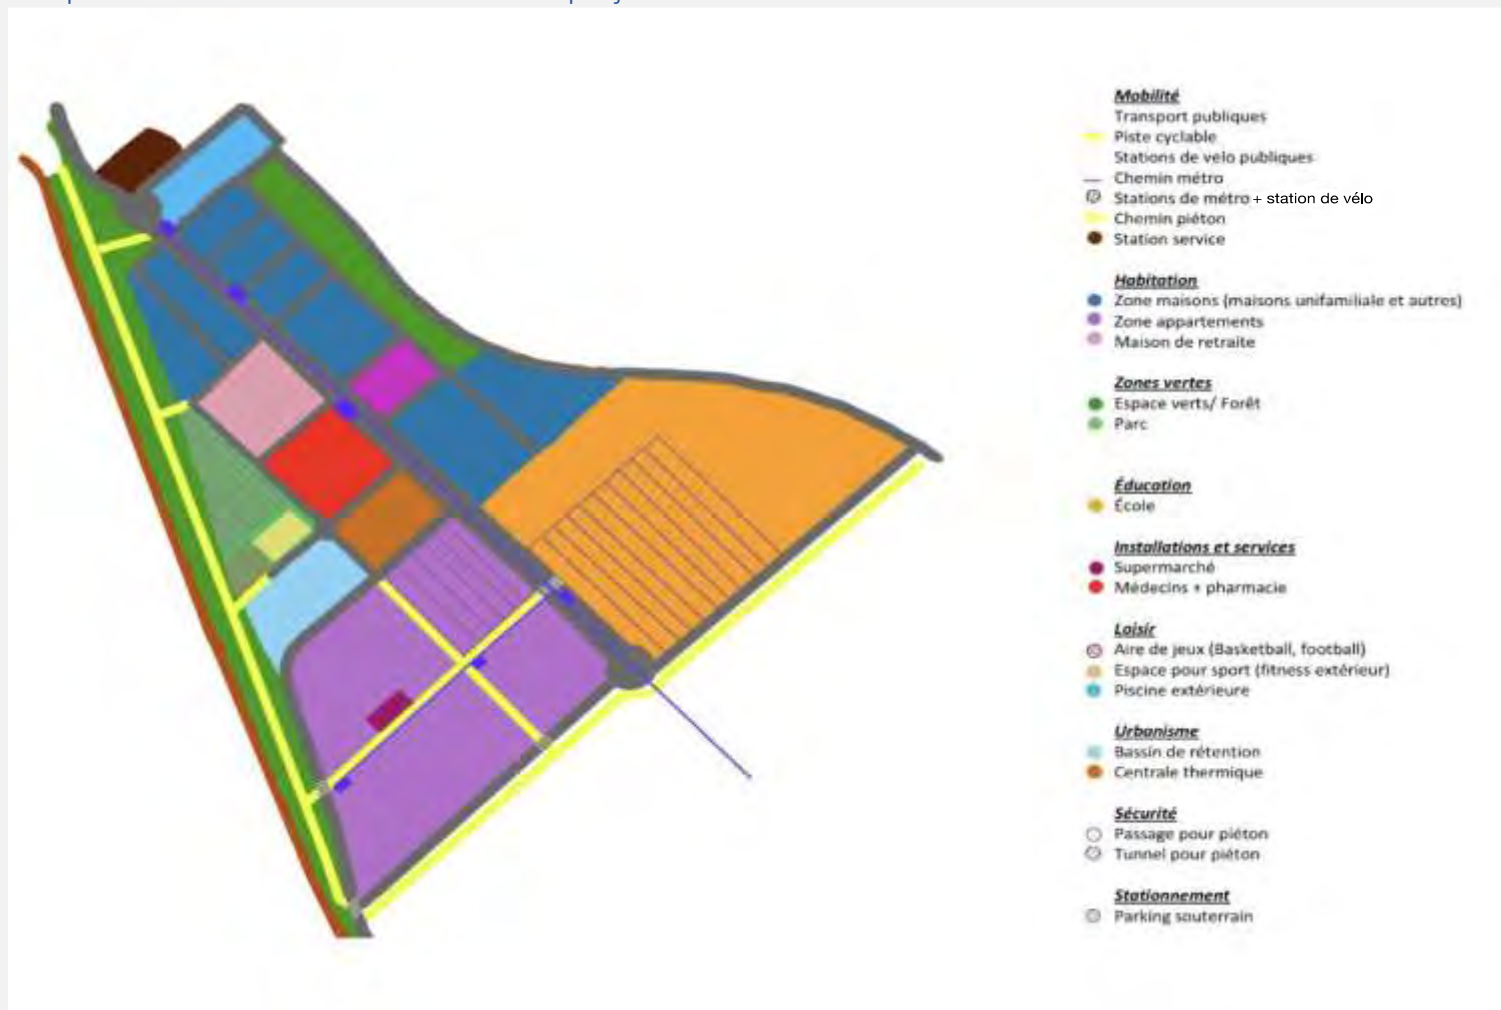 Mobilité
Transport publiques
Piste cyclable
Stations de velo publiques
Chemin métro
Stations de métro + station de vélo
Chemin piéton
Station service
Habitation
Zone maisons (maisons unifamiliale et autres)
Zone appartements
Maison de retraite
Zones vertes
Espace verts/ Forêt
Parc
Éducation
École
Installations et services
Supermarché
Médecins + pharmacie
Loisir
Aire de jeux (Basketball, football)
Espace pour sport (fitness extérieur)
Piscine extérieure
Urbanisme
Bassin de rétention
Centrale thermique
Sécurité
Passage pour piéton
Tunnel pour piéton
Stationnement
Parking souterrain